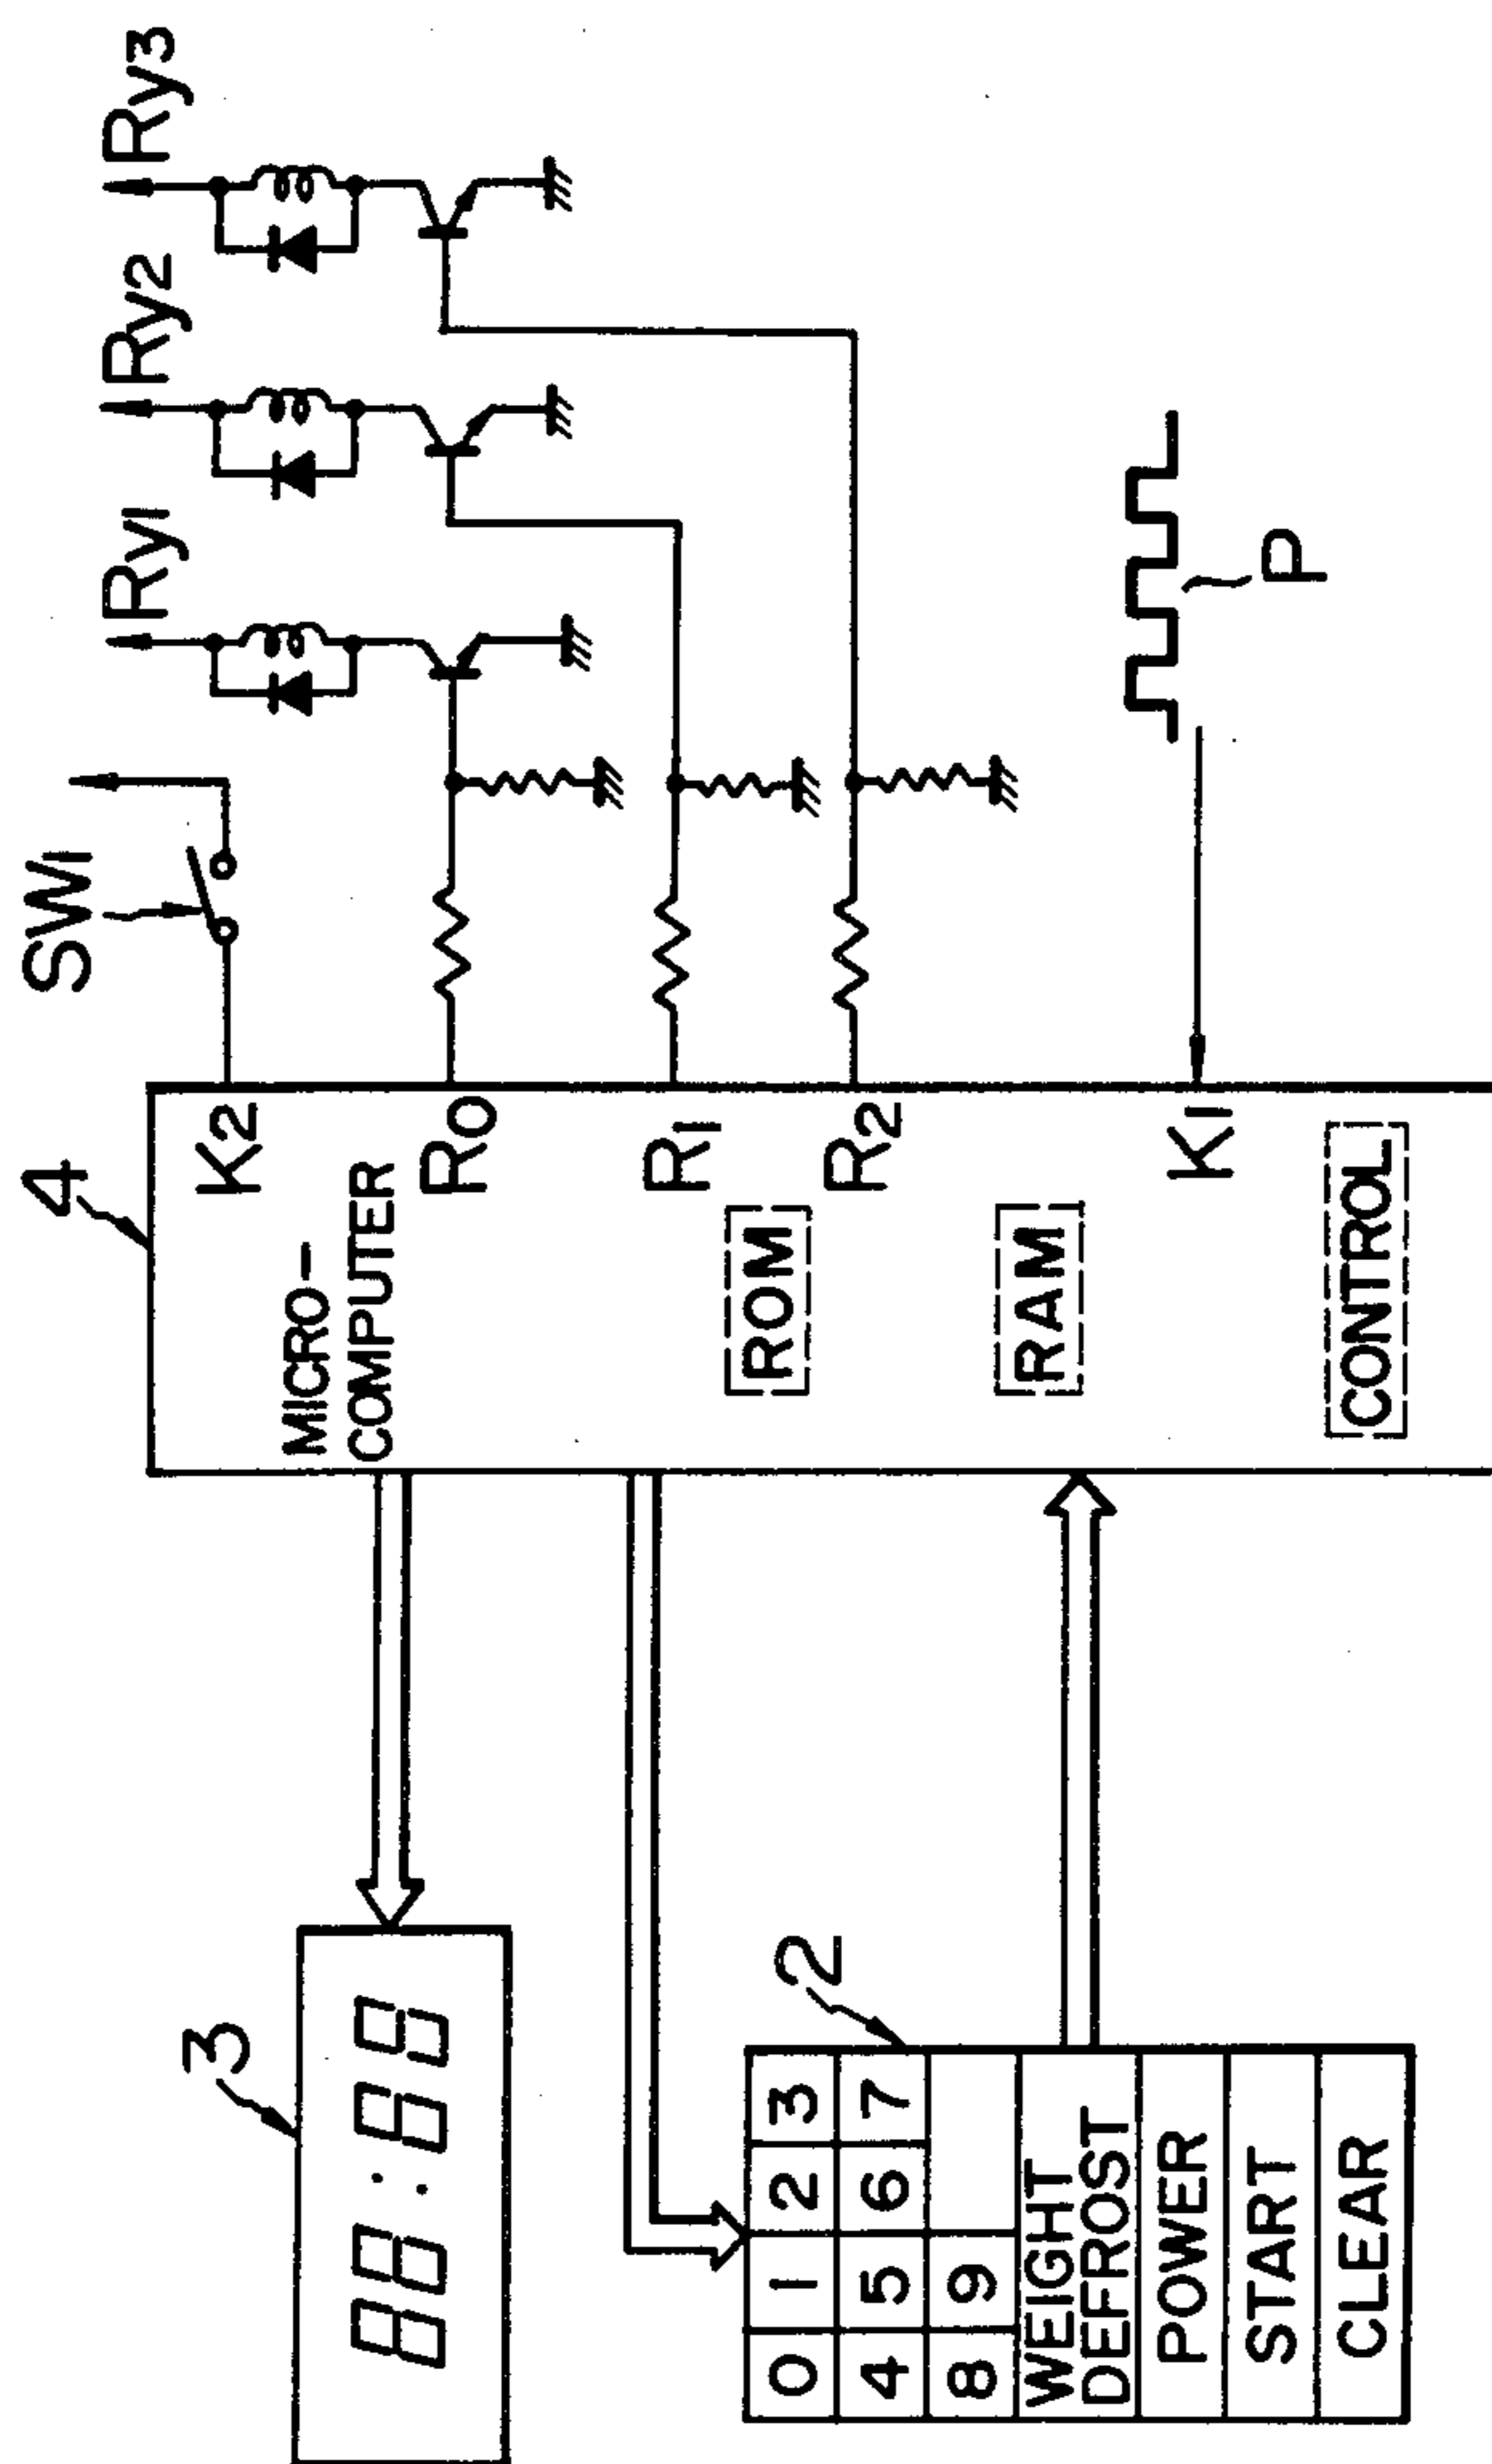 3
88:88
2
0 1 2 3
4 5 6 7
8 9
WEIGHT
DEFROST
POWER
START
CLEAR
4
MICRO-
COMPUTER
ROM
RAM
CONTROL
K2
R0
R1
R2
K1
SW1
Ry1
Ry2
Ry3
P